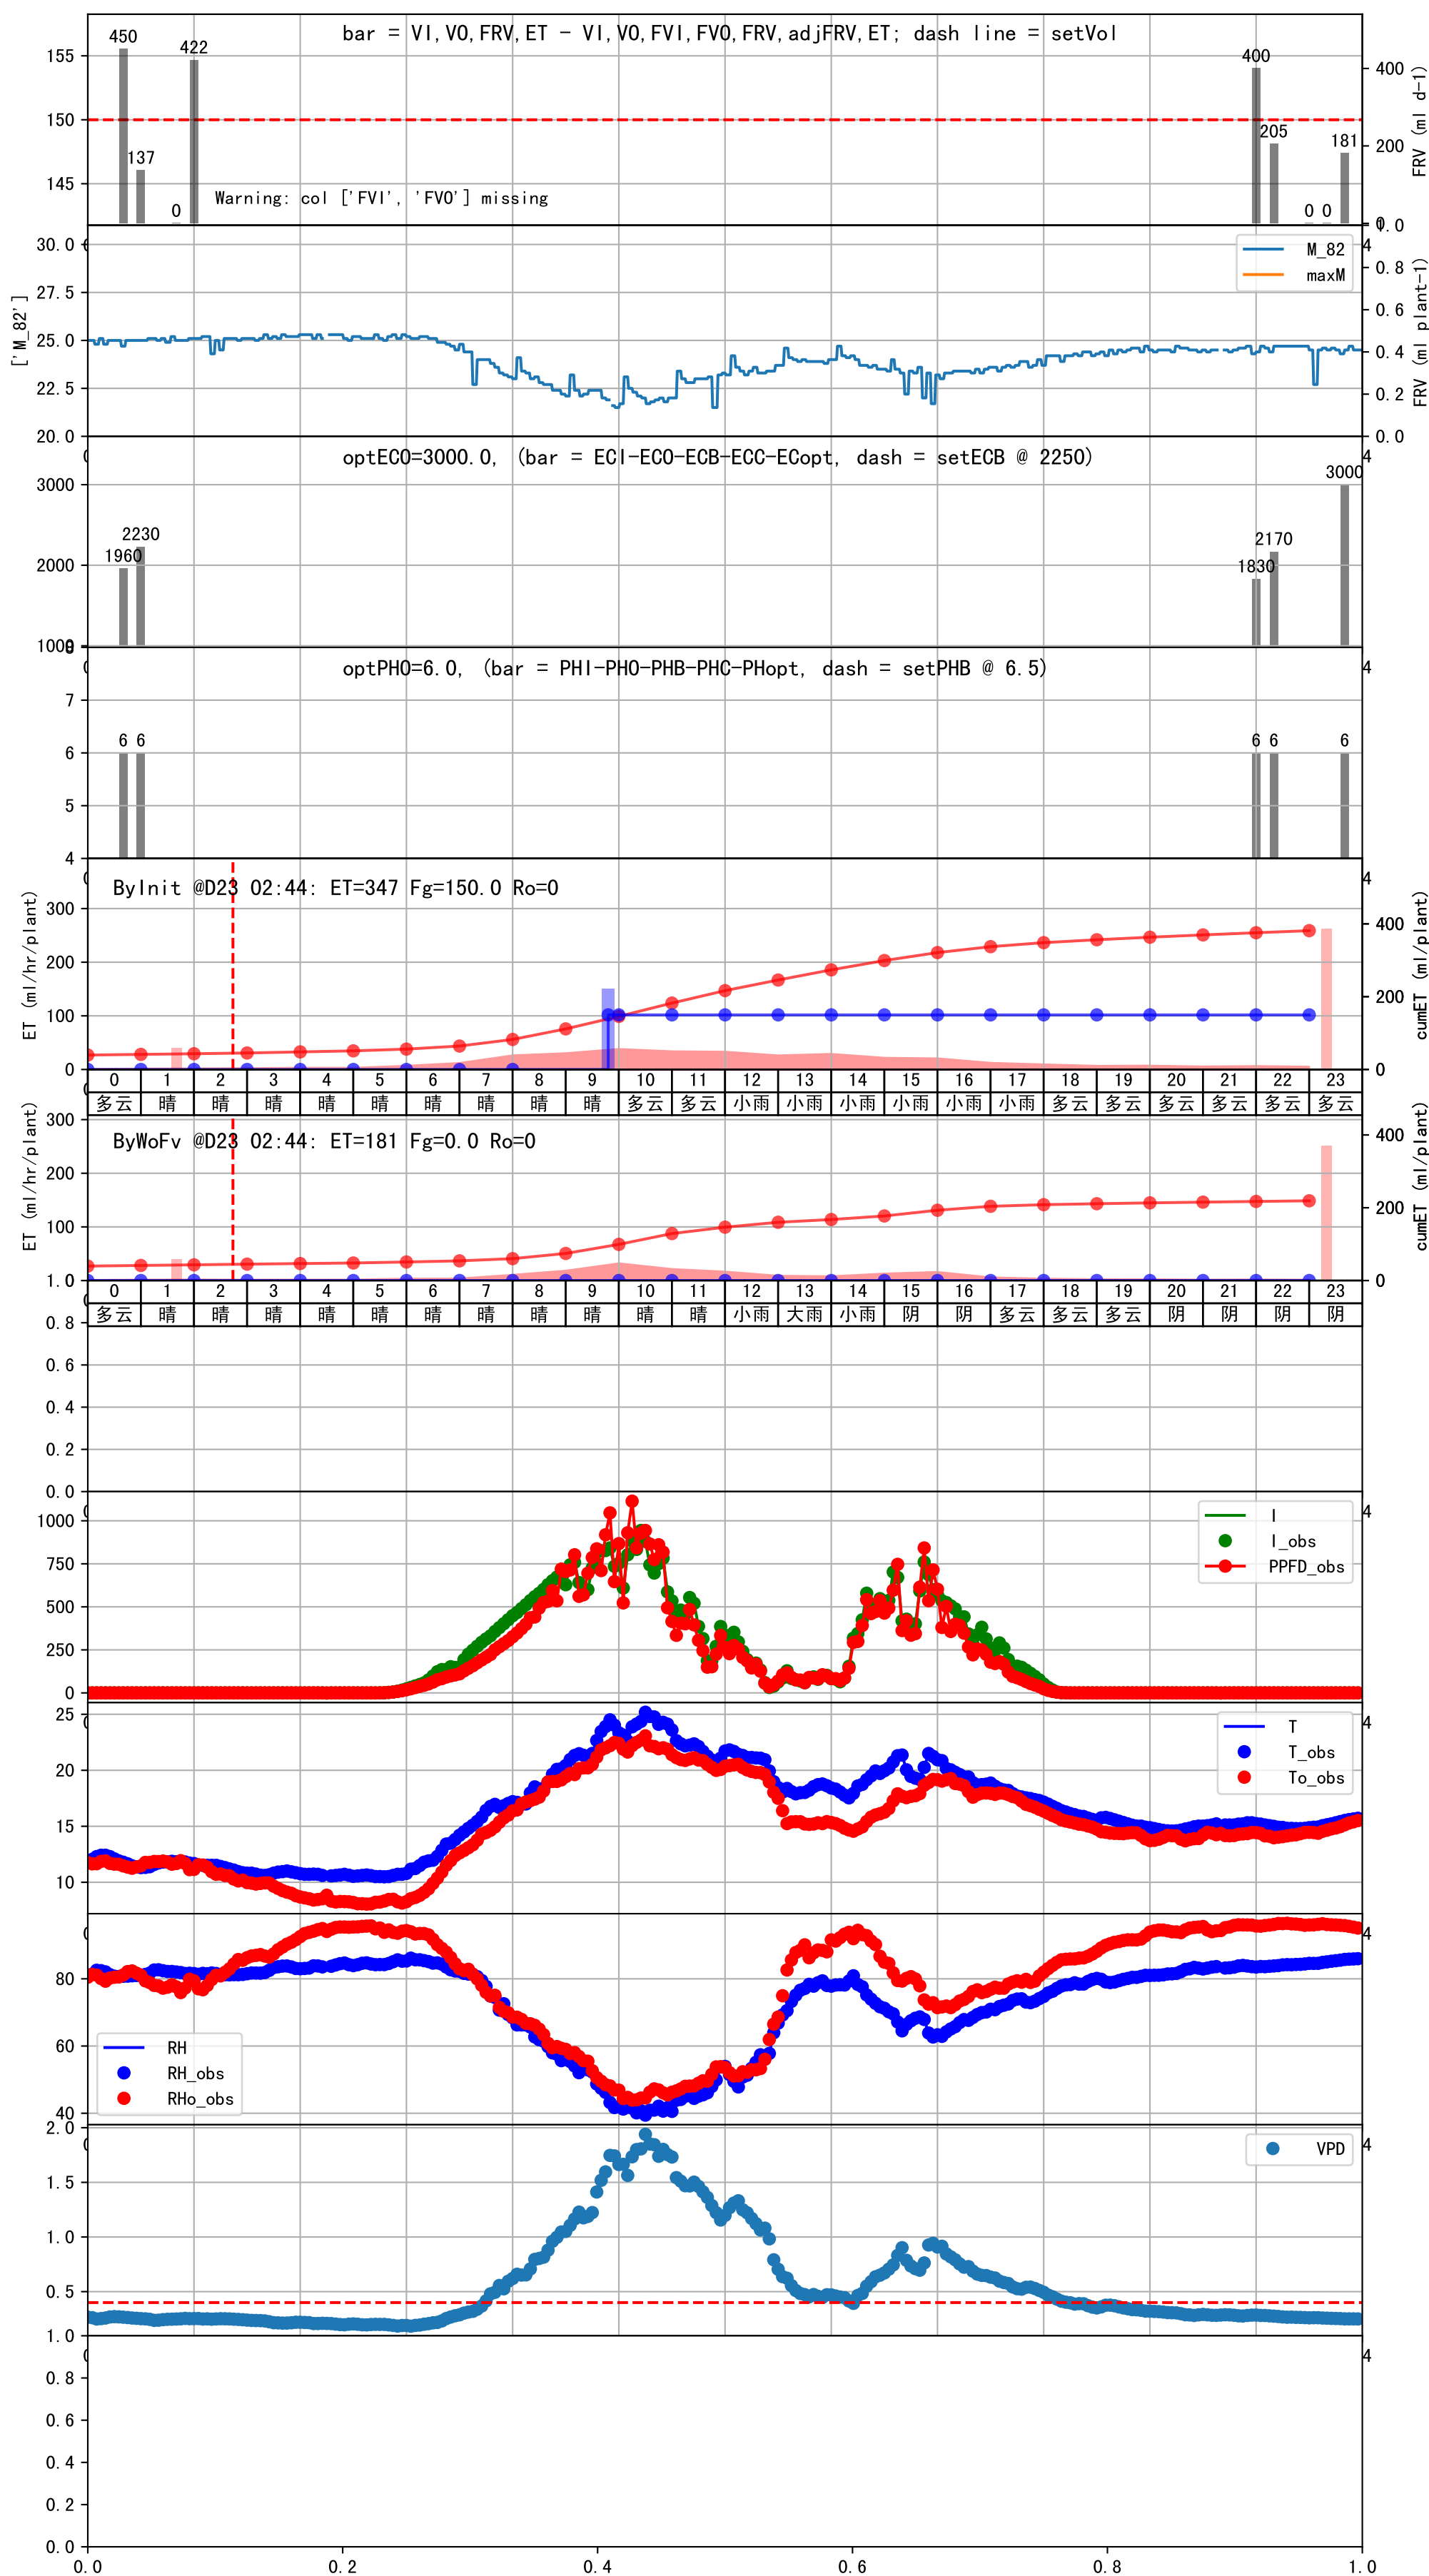 bar = VI,VO,FRV,ET - VI,VO,FVI,FVO,FRV,adjFRV,ET; dash line = setVol
450
422
137
0
400
205
0 0
181
155
150
145
400
200
0
FRV (ml d-1)
Warning: col ['FVI', 'FVO'] missing
M_82
maxM
['M_82']
30.0
27.5
25.0
22.5
20.0
1.0
0.8
0.6
0.4
0.2
0.0
FRV (ml plant-1)
optECO=3000.0, (bar = ECI-ECO-ECB-ECC-ECopt, dash = setECB @ 2250)
3000
2000
1000
1960
2230
1830
2170
3000
optPHO=6.0, (bar = PHI-PHO-PHB-PHC-PHopt, dash = setPHB @ 6.5)
7
6
5
4
6 6
6 6
6
ByInit @D23 02:44: ET=347 Fg=150.0 Ro=0
ET (ml/hr/plant)
300
200
100
0
400
200
0
cumET (ml/plant)
0 1 2 3 4 5 6 7 8 9 10 11 12 13 14 15 16 17 18 19 20 21 22 23
多云 晴 晴 晴 晴 晴 晴 晴 晴 晴 多云 多云 小雨 小雨 小雨 小雨 小雨 小雨 多云 多云 多云 多云 多云 多云
ByWoFv @D23 02:44: ET=181 Fg=0.0 Ro=0
ET (ml/hr/plant)
300
200
100
400
200
0
cumET (ml/plant)
0 1 2 3 4 5 6 7 8 9 10 11 12 13 14 15 16 17 18 19 20 21 22 23
多云 晴 晴 晴 晴 晴 晴 晴 晴 晴 晴 晴 小雨 大雨 小雨 阴 阴 多云 多云 多云 阴 阴 阴 阴
1.0
0.8
0.6
0.4
0.2
0.0
I
I_obs
PPFD_obs
1000
750
500
250
0
T
T_obs
To_obs
25
20
15
10
RH
RH_obs
RHo_obs
80
60
40
VPD
2.0
1.5
1.0
0.5
1.0
0.8
0.6
0.4
0.2
0.0
0.0 0.2 0.4 0.6 0.8 1.0